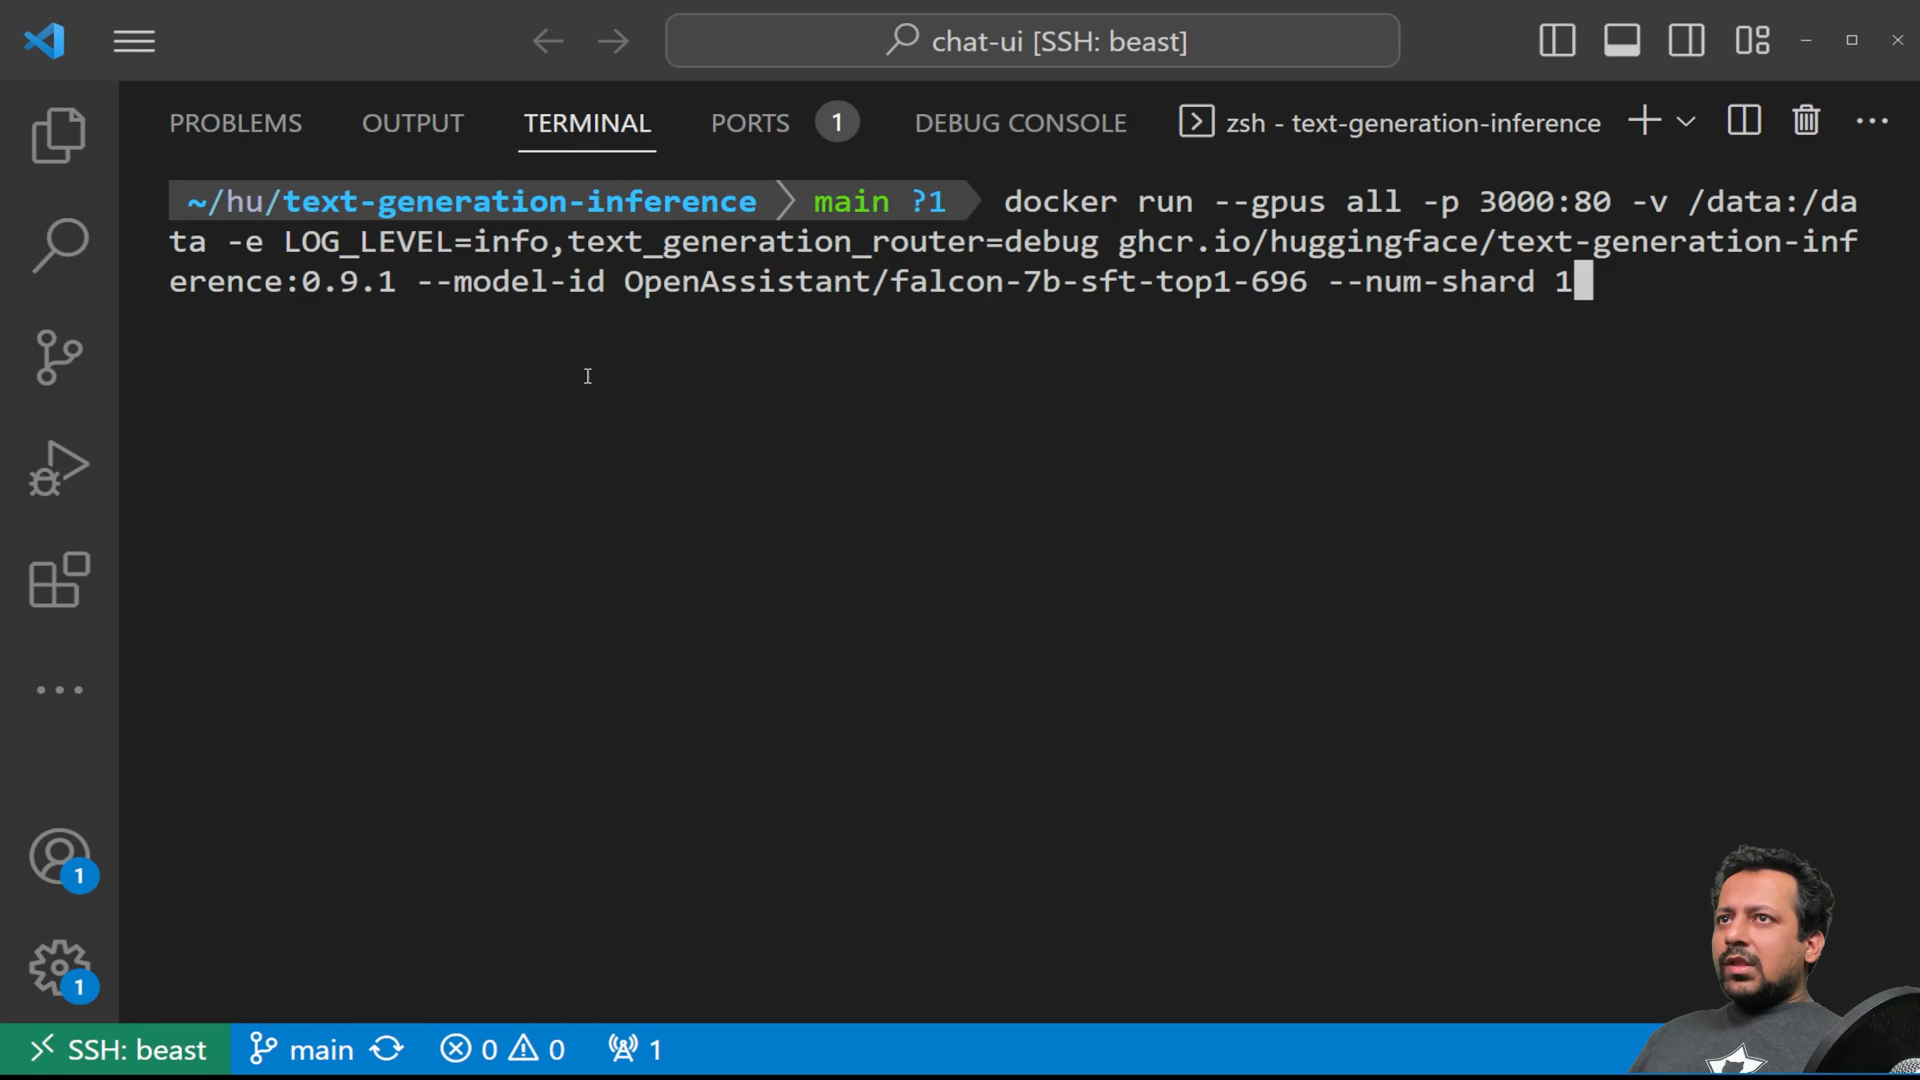 chat-ui [SSH: beast]
PROBLEMS OUTPUT TERMINAL PORTS 1 DEBUG CONSOLE zsh - text-generation-inference
~/hu/text-generation-inference main ?1 docker run --gpus all -p 3000:80 -v /data:/da
ta -e LOG_LEVEL=info,text_generation_router=debug ghcr.io/huggingface/text-generation-inf
erence:0.9.1 --model-id OpenAssistant/falcon-7b-sft-top1-696 --num-shard 1
1
1
SSH: beast main 0 0 1